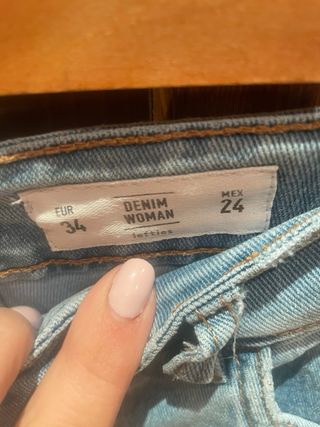 EUR
34
DENIM
WOMAN
lefties
MEX
24